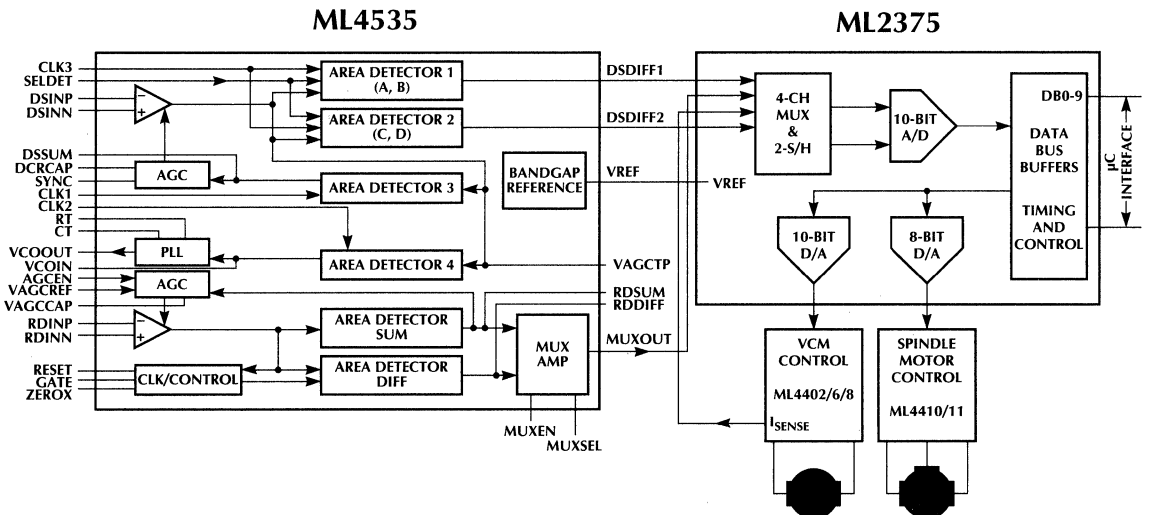 ML4535
ML2375
CLK3
SELDET
DSINP
DSINN
DSSUM
DCRCAP
SYNC
CLK1
CLK2
RT
CT
VCOOUT
VCOIN
AGCEN
VAGCREF
VAGCCAP
RDINP
RDINN
RESET
GATE
ZEROX
−
+
AGC
PLL
AGC
−
+
CLK/CONTROL
AREA DETECTOR 1
(A, B)
AREA DETECTOR 2
(C, D)
AREA DETECTOR 3
AREA DETECTOR 4
AREA DETECTOR
SUM
AREA DETECTOR
DIFF
BANDGAP
REFERENCE
MUX
AMP
MUXEN
MUXSEL
DSDIFF1
DSDIFF2
VREF
VAGCTP
RDSUM
RDDIFF
MUXOUT
VREF
4-CH
MUX
&
2-S/H
10-BIT
A/D
10-BIT
D/A
8-BIT
D/A
DB0-9
DATA
BUS
BUFFERS
TIMING
AND
CONTROL
µC
INTERFACE
VCM
CONTROL
ML4402/6/8
ISENSE
SPINDLE
MOTOR
CONTROL
ML4410/11